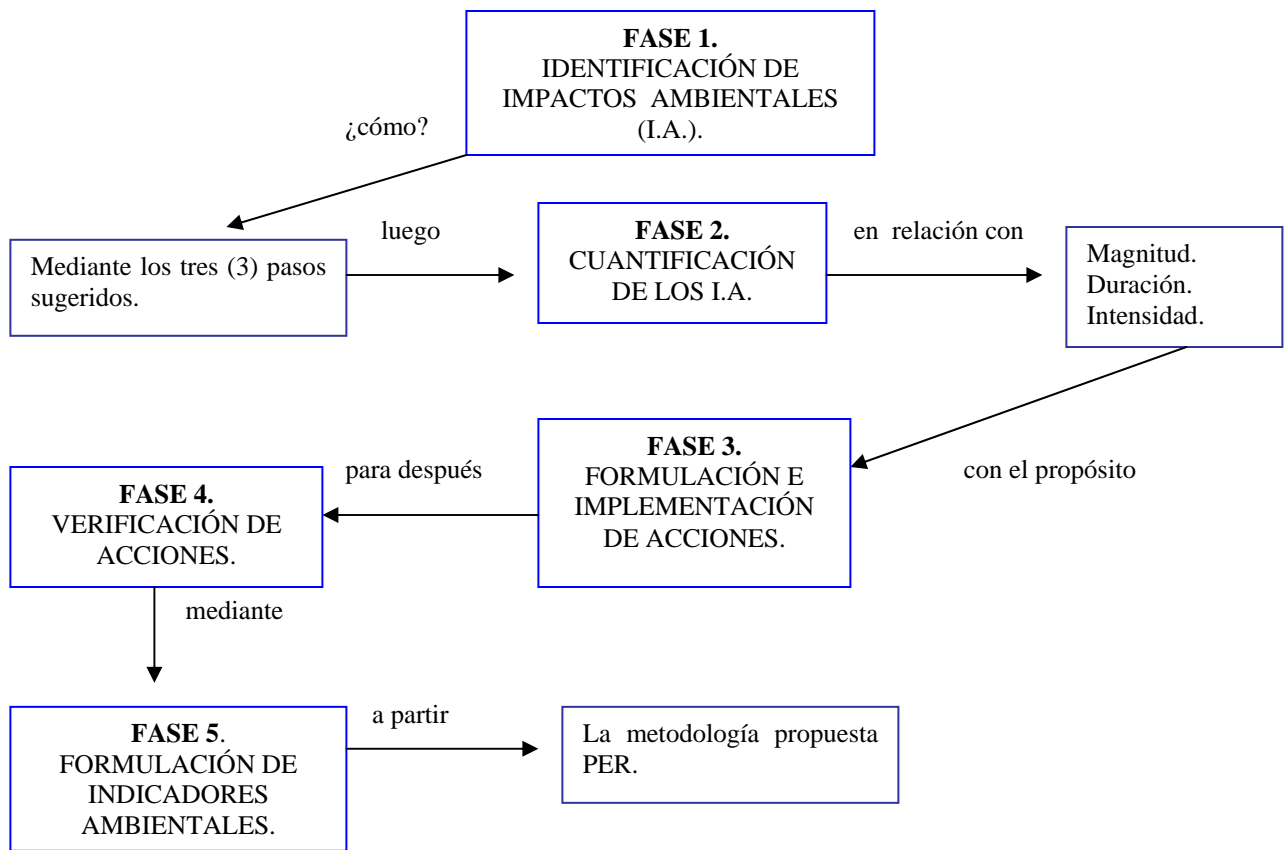 FASE 1.
IDENTIFICACIÓN DE
IMPACTOS AMBIENTALES
(I.A.).
¿cómo?
Mediante los tres (3) pasos
sugeridos.
luego
FASE 2.
CUANTIFICACIÓN
DE LOS I.A.
en relación con
Magnitud.
Duración.
Intensidad.
con el propósito
FASE 3.
FORMULACIÓN E
IMPLEMENTACIÓN
DE ACCIONES.
para después
FASE 4.
VERIFICACIÓN DE
ACCIONES.
mediante
FASE 5.
FORMULACIÓN DE
INDICADORES
AMBIENTALES.
a partir
La metodología propuesta
PER.